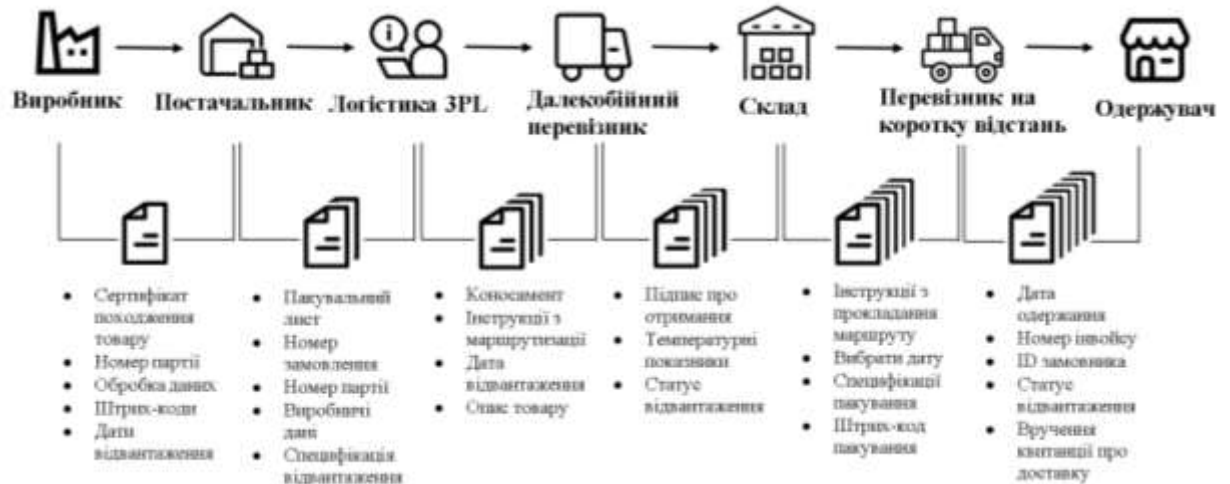 Виробник
Постачальник
Логістика 3PL
Далекобійний
перевізник
Склад
Перевізник на
коротку відстань
Одержувач
• Сертифікат
походження
товару
• Номер партії
• Обробка даних
• Штрих-коди
• Дати
відвантаження
• Пакувальний
лист
• Номер
замовлення
• Номер партії
• Виробничі
дані
• Специфікація
відвантаження
• Коносамент
• Інструкції з
маршрутизації
• Дата
відвантаження
• Опис товару
• Підпис про
отримання
• Температурні
показники
• Статус
відвантаження
• Інструкції з
прокладання
маршруту
• Вибрати дату
• Специфікації
пакування
• Штрих-код
пакування
• Дата
одержання
• Номер інвойсу
• ID замовника
• Статус
відвантаження
• Вручення
квитанції про
доставку